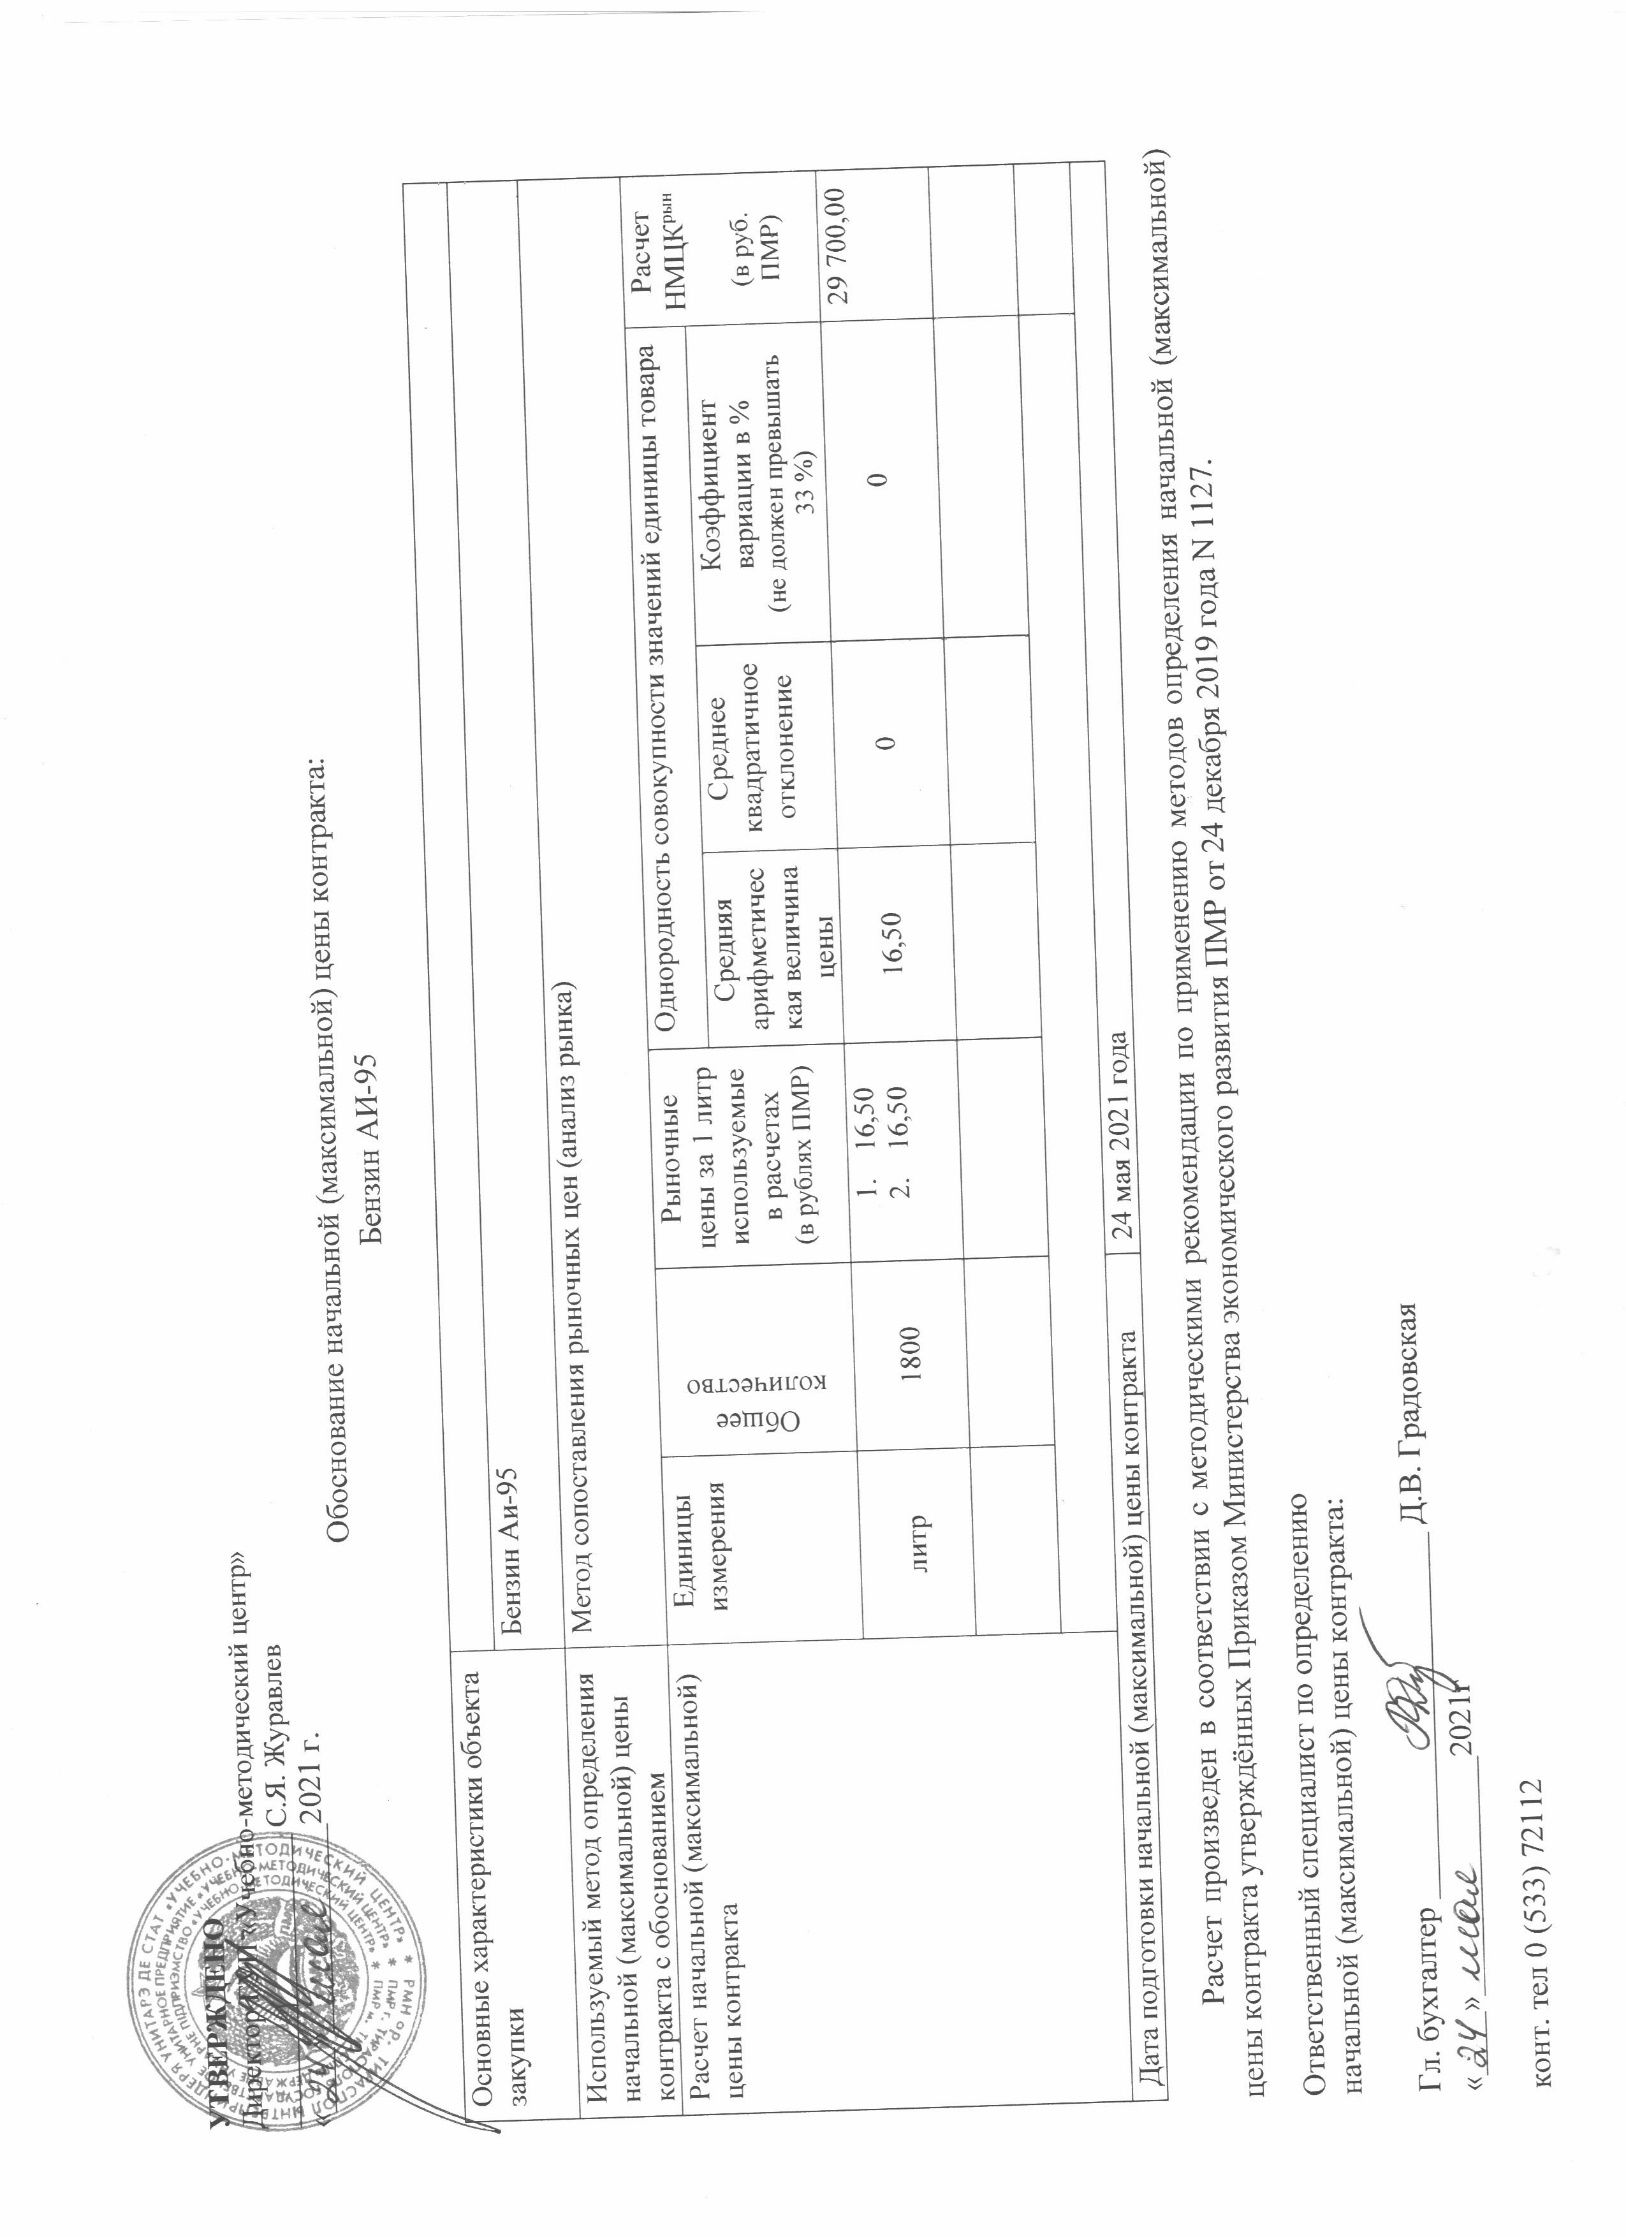 УТВЕРЖДЕНО
Директор ГУП «Учебно-методический центр»
С.Я. Журавлев
«24» мая 2021 г.
Обоснование начальной (максимальной) цены контракта:
Бензин АИ-95
Основные характеристики объекта
закупки
Бензин Аи-95
Используемый метод определения
начальной (максимальной) цены
контракта с обоснованием
Метод сопоставления рыночных цен (анализ рынка)
Расчет начальной (максимальной)
цены контракта
Единицы
измерения
Общее
количество
Рыночные
цены за 1 литр
используемые
в расчетах
(в рублях ПМР)
Однородность совокупности значений единицы товара
Средняя
арифметичес
кая величина
цены
Среднее
квадратичное
отклонение
Коэффициент
вариации в %
(не должен превышать
33 %)
Расчет
НМЦКрын
(в руб.
ПМР)
литр
1800
1. 16,50
2. 16,50
16,50
0
0
29 700,00
Дата подготовки начальной (максимальной) цены контракта
24 мая 2021 года
Расчет произведен в соответствии с методическими рекомендации по применению методов определения начальной (максимальной)
цены контракта утверждённых Приказом Министерства экономического развития ПМР от 24 декабря 2019 года N 1127.
Ответственный специалист по определению
начальной (максимальной) цены контракта:
Гл. бухгалтер Д.В. Градовская
«24» мая 2021г
конт. тел 0 (533) 72112